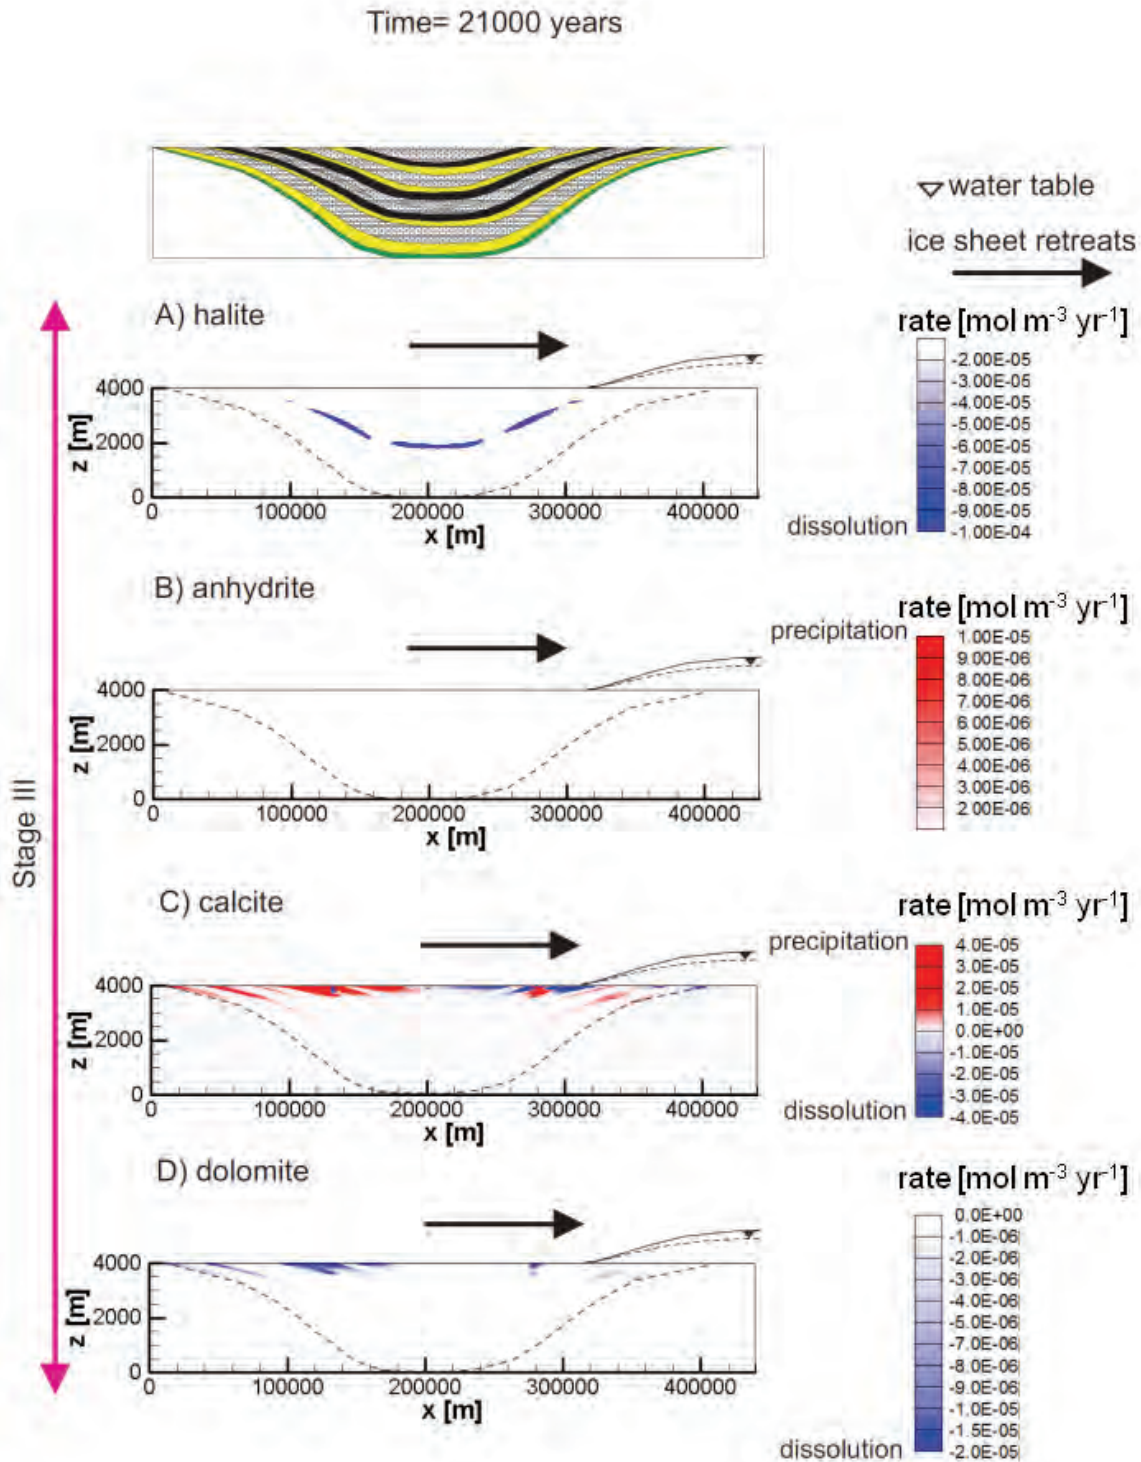 Time= 21000 years
water table
ice sheet retreats
Stage III
A) halite
rate [mol m-3 yr-1]
-2.00E-05
-3.00E-05
-4.00E-05
-5.00E-05
-6.00E-05
-7.00E-05
-8.00E-05
-9.00E-05
-1.00E-04
dissolution
4000
2000
0
z [m]
0 100000 200000 300000 400000
x [m]
B) anhydrite
rate [mol m-3 yr-1]
precipitation
1.00E-05
9.00E-06
8.00E-06
7.00E-06
6.00E-06
5.00E-06
4.00E-06
3.00E-06
2.00E-06
4000
2000
0
z [m]
0 100000 200000 300000 400000
x [m]
C) calcite
rate [mol m-3 yr-1]
precipitation
4.0E-05
3.0E-05
2.0E-05
1.0E-05
0.0E+00
-1.0E-05
-2.0E-05
-3.0E-05
-4.0E-05
dissolution
4000
2000
0
z [m]
0 100000 200000 300000 400000
x [m]
D) dolomite
rate [mol m-3 yr-1]
0.0E+00
-1.0E-06
-2.0E-06
-3.0E-06
-4.0E-06
-5.0E-06
-6.0E-06
-7.0E-06
-8.0E-06
-9.0E-06
-1.0E-05
-1.5E-05
-2.0E-05
dissolution
4000
2000
0
z [m]
0 100000 200000 300000 400000
x [m]